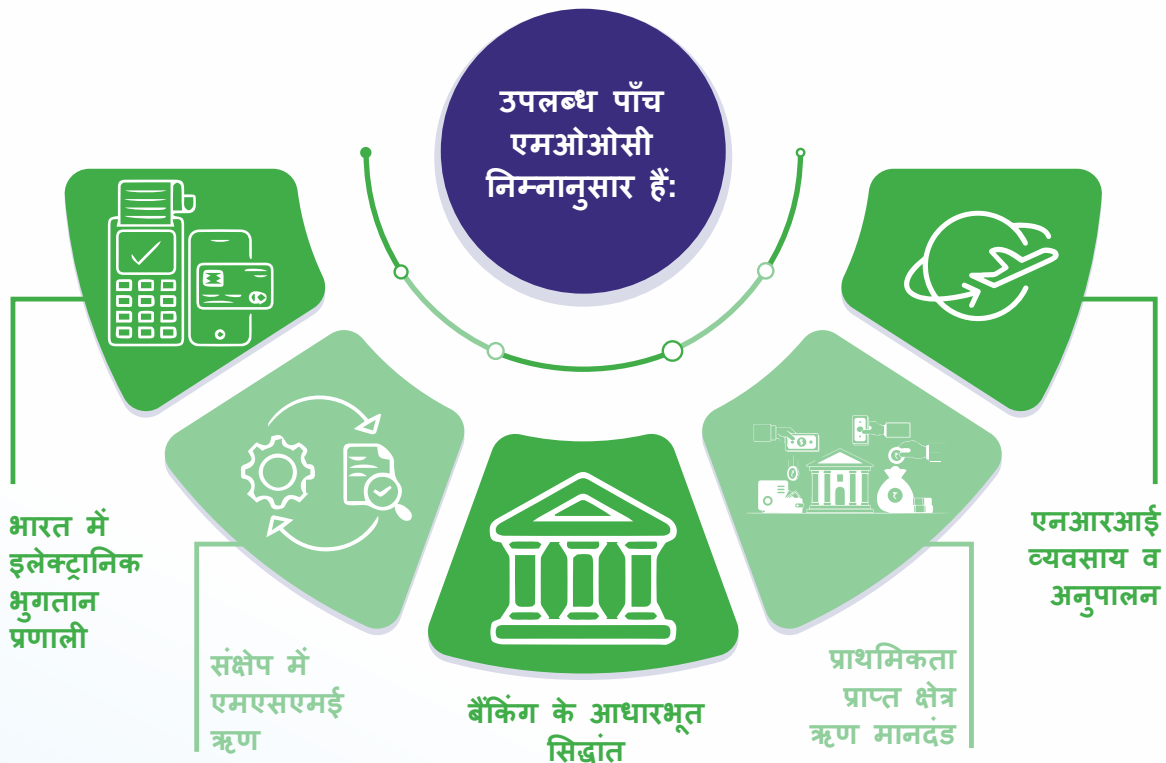 उपलब्ध पाँच
एमओओसी
निम्नानुसार हैं:
भारत में
इलेक्ट्रानिक
भुगतान
प्रणाली
संक्षेप में
एमएसएमई
ऋण
बैंकिंग के आधारभूत
सिद्धांत
प्राथमिकता
प्राप्त क्षेत्र
ऋण मानदंड
एनआरआई
व्यवसाय व
अनुपालन